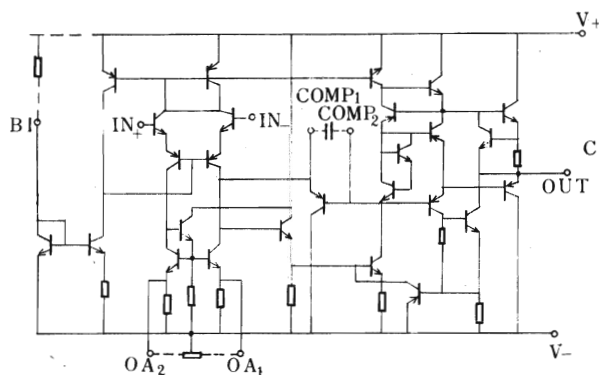 V+
COMP1
COMP2
BI
IN+
IN−
C
OUT
OA2
OA1
V−